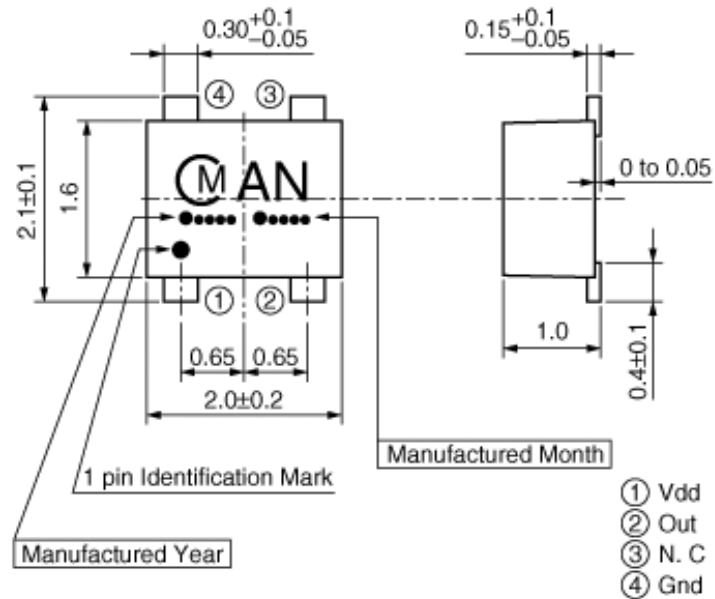 0.30+0.1 −0.05
0.15+0.1 −0.05
④ ③
2.1±0.1
1.6
CM AN
0 to 0.05
① ②
0.65 0.65
2.0±0.2
1.0
0.4±0.1
Manufactured Month
1 pin Identification Mark
Manufactured Year
① Vdd
② Out
③ N. C
④ Gnd